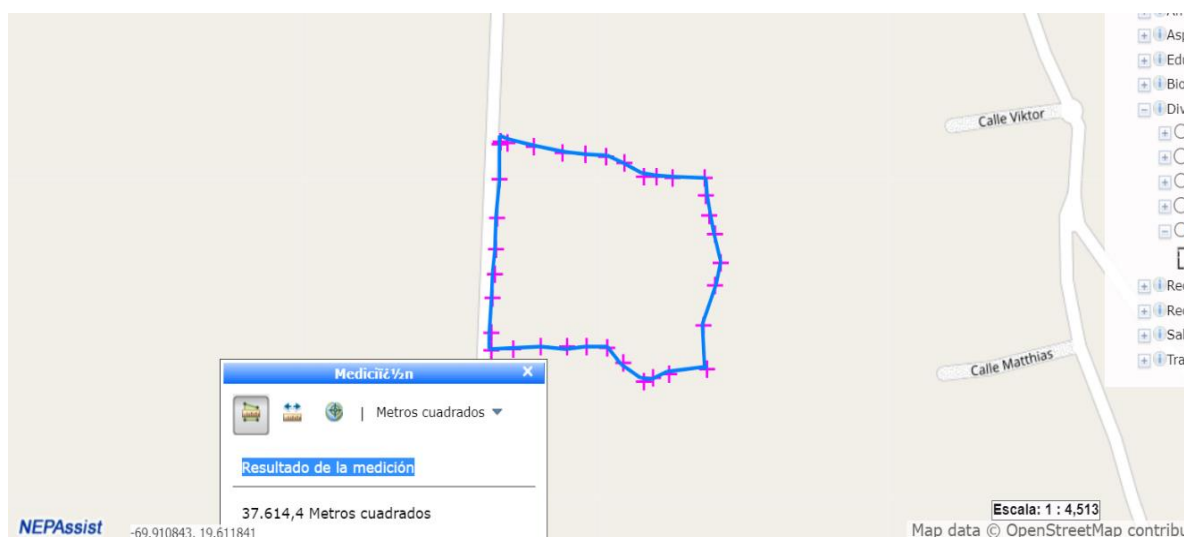 Calle Viktor
Calle Matthias
Mediciï¿½n
X
| Metros cuadrados
Resultado de la medición
37.614,4 Metros cuadrados
NEPAssist
-69,910843, 19,611841
Escala: 1 : 4,513
Map data © OpenStreetMap contribu
Asp
Edu
Bio
Div
Rec
Rec
Sal
Tra